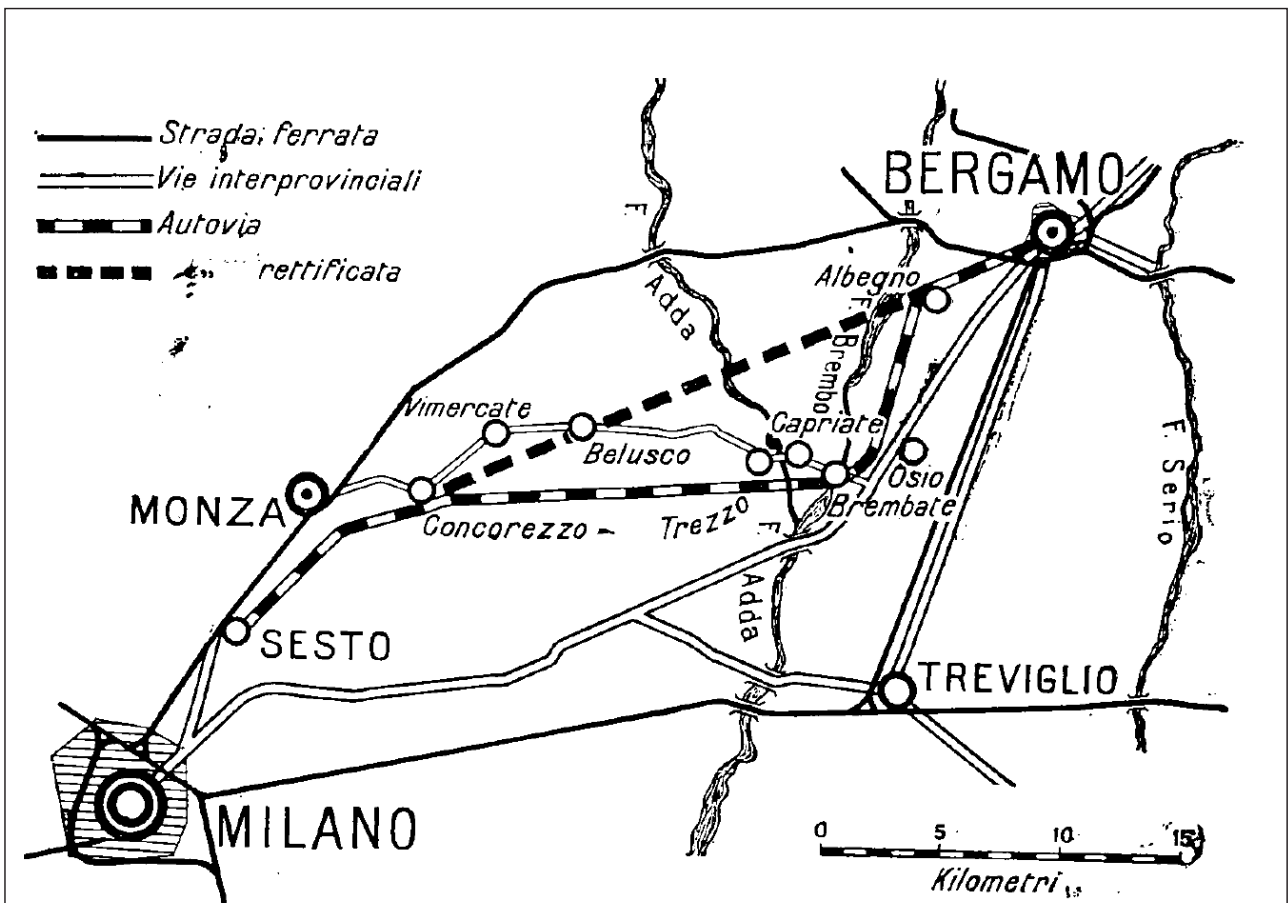 Strada ferrata
Vie interprovinciali
Autovia
rettificata
BERGAMO
F.
Adda
Albegno
F.
Brembo
Vimercate
Capriate
Belusco
Osio
MONZA
Concorezzo
Trezzo
Brembate
F.
Adda
F. Serio
SESTO
TREVIGLIO
MILANO
0 5 10 15
Kilometri